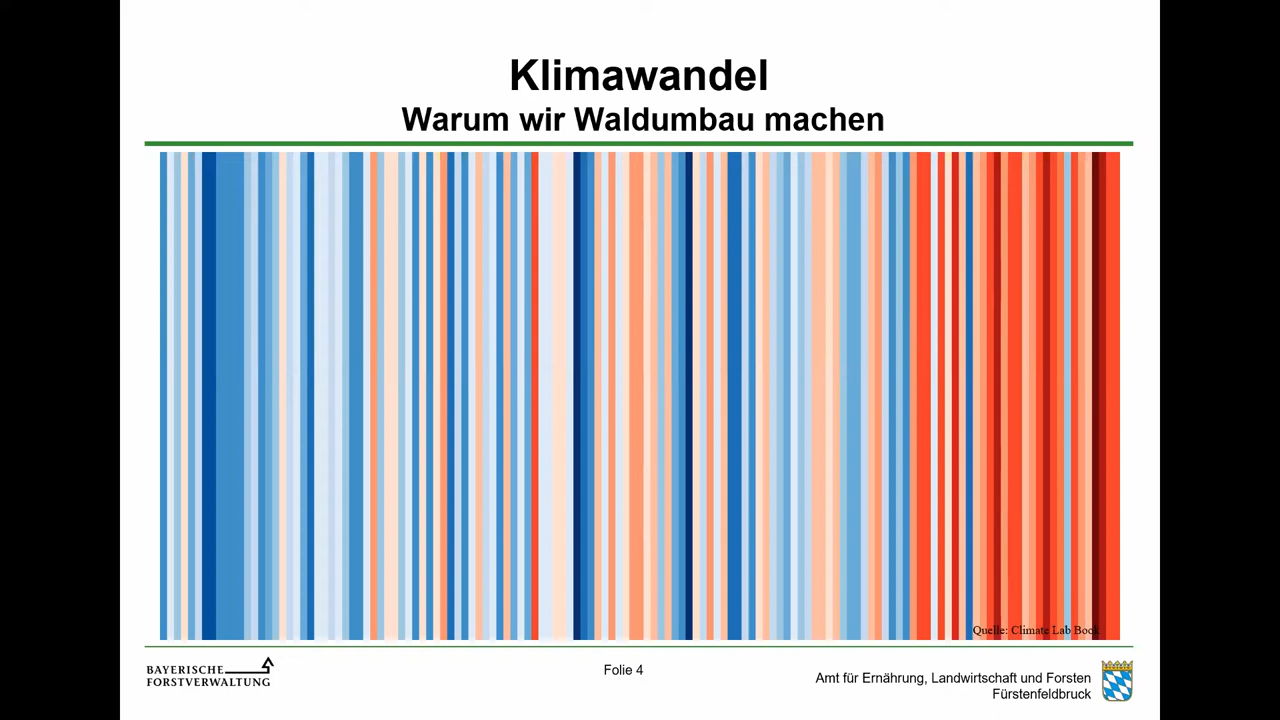 Klimawandel
Warum wir Waldumbau machen
Quelle: Climate Lab Book
BAYERISCHE
FORSTVERWALTUNG
Folie 4
Amt für Ernährung, Landwirtschaft und Forsten
Fürstenfeldbruck